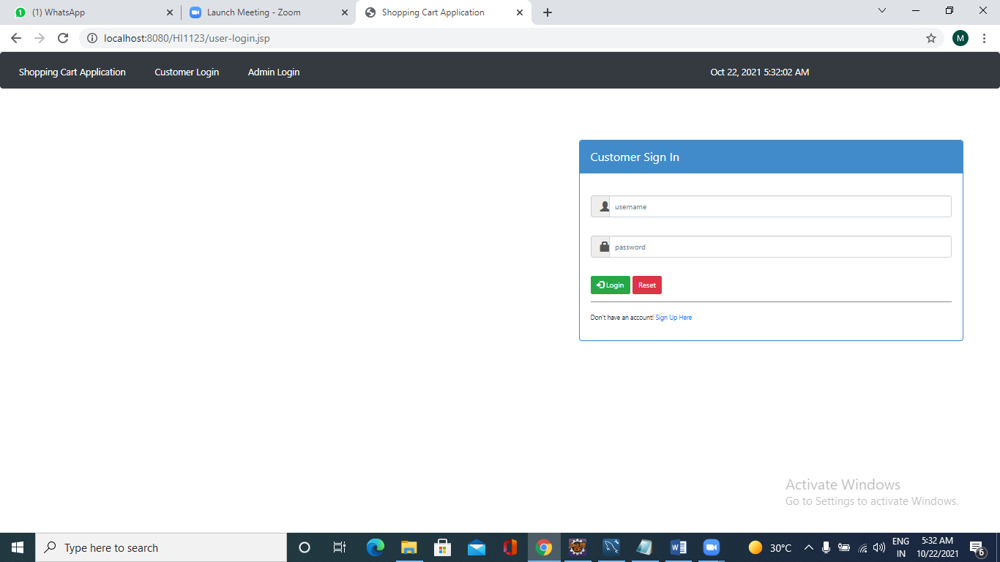 (1) WhatsApp
Launch Meeting - Zoom
Shopping Cart Application
localhost:8080/HI1123/user-login.jsp
M
Shopping Cart Application
Customer Login
Admin Login
Oct 22, 2021 5:32:02 AM
Customer Sign In
username
password
Login
Reset
Don't have an account! Sign Up Here
Activate Windows
Go to Settings to activate Windows.
Type here to search
30°C
ENG
IN
5:32 AM
10/22/2021
6